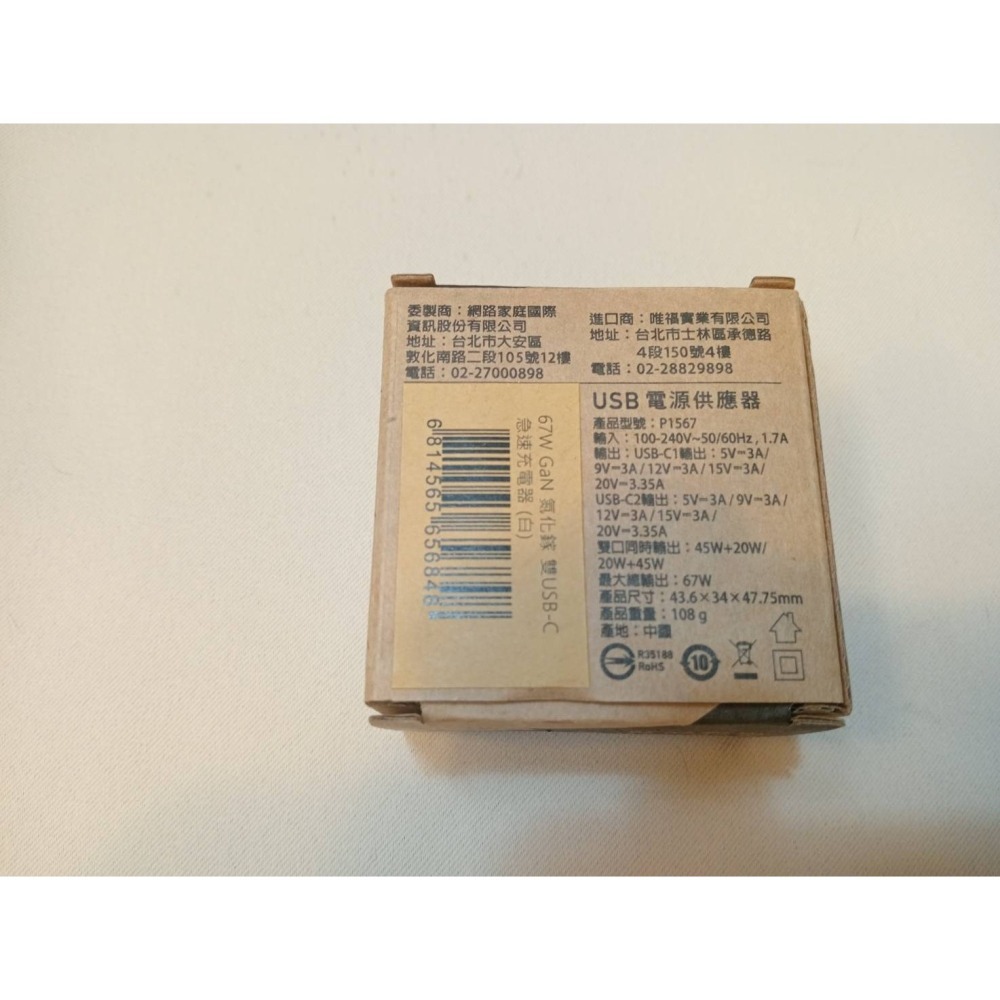 委製商：網路家庭國際
資訊股份有限公司
地址：台北市大安區
敦化南路二段105號12樓
電話：02-27000898
進口商：唯福實業有限公司
地址：台北市士林區承德路
4段150號4樓
電話：02-28829898
67W GaN 氮化鎵 雙USB-C
急速充電器 (白)
6 814565 656846
USB 電源供應器
產品型號：P1567
輸入：100-240V~50/60Hz, 1.7A
輸出：USB-C1輸出：5V⎓3A/
9V⎓3A/12V⎓3A/15V⎓3A/
20V⎓3.35A
USB-C2輸出：5V⎓3A/9V⎓3A/
12V⎓3A/15V⎓3A/
20V⎓3.35A
雙口同時輸出：45W+20W/
20W+45W
最大總輸出：67W
產品尺寸：43.6×34×47.75mm
產品重量：108 g
產地：中國
R35188
RoHS
10